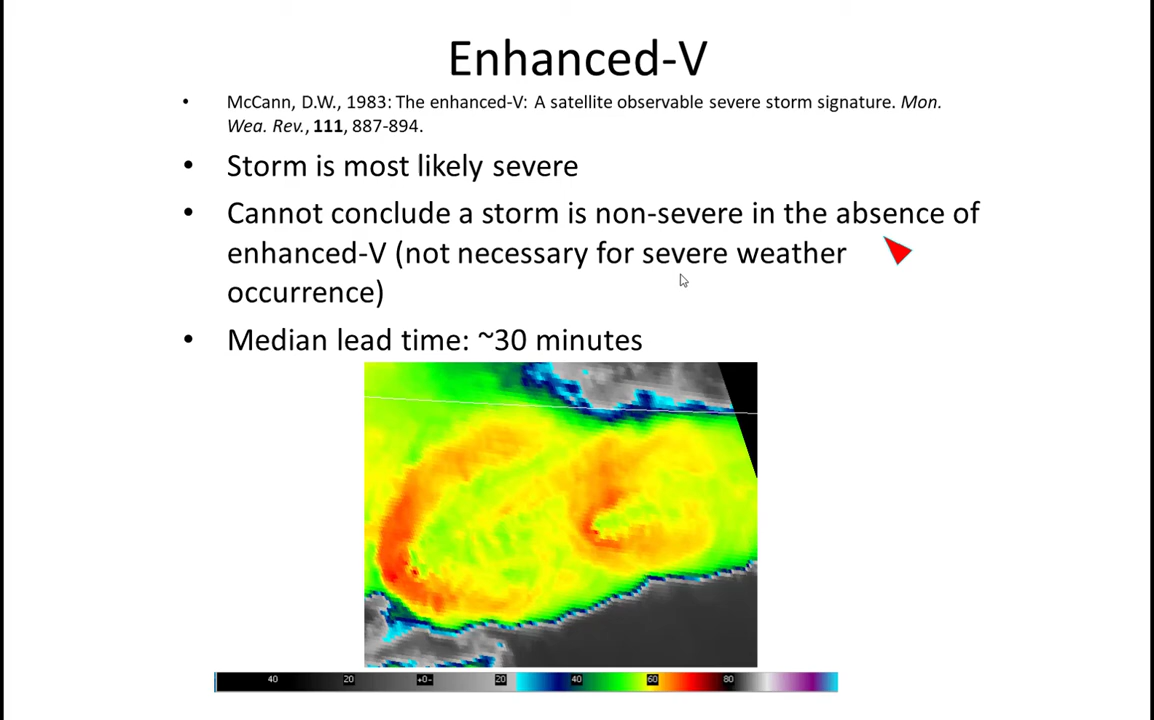 Enhanced-V
• McCann, D.W., 1983: The enhanced-V: A satellite observable severe storm signature. Mon.
Wea. Rev., 111, 887-894.
• Storm is most likely severe
• Cannot conclude a storm is non-severe in the absence of
enhanced-V (not necessary for severe weather
occurrence)
• Median lead time: ~30 minutes
40 20 +0- 20 40 60 80